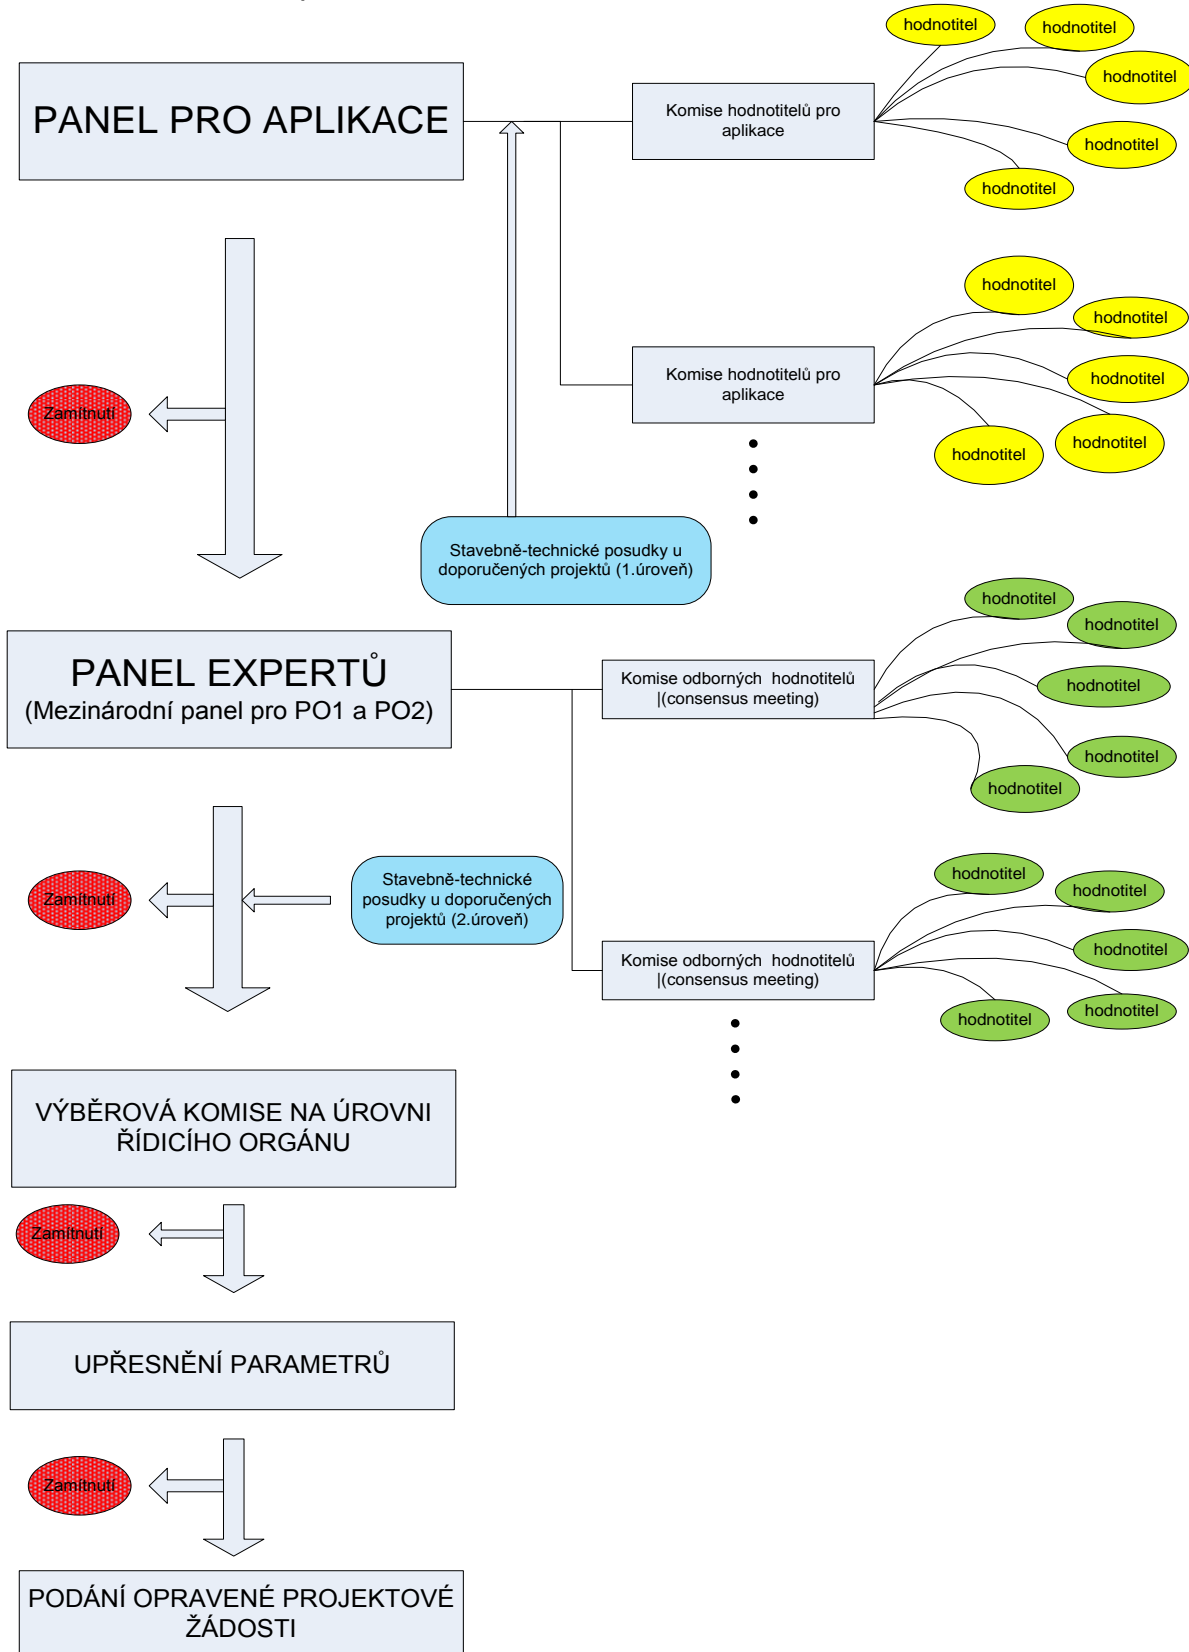 hodnotitel
hodnotitel
hodnotitel
hodnotitel
hodnotitel
PANEL PRO APLIKACE
Komise hodnotitelů pro
aplikace
hodnotitel
hodnotitel
hodnotitel
hodnotitel
hodnotitel
Komise hodnotitelů pro
aplikace
Zamítnutí
Stavebně-technické posudky u
doporučených projektů (1.úroveň)
hodnotitel
hodnotitel
hodnotitel
hodnotitel
hodnotitel
PANEL EXPERTŮ
(Mezinárodní panel pro PO1 a PO2)
Komise odborných  hodnotitelů
|(consensus meeting)
Zamítnutí
Stavebně-technické
posudky u doporučených
projektů (2.úroveň)
hodnotitel
hodnotitel
hodnotitel
hodnotitel
hodnotitel
Komise odborných  hodnotitelů
|(consensus meeting)
VÝBĚROVÁ KOMISE NA ÚROVNI
ŘÍDICÍHO ORGÁNU
Zamítnutí
UPŘESNĚNÍ PARAMETRŮ
Zamítnutí
PODÁNÍ OPRAVENÉ PROJEKTOVÉ
ŽÁDOSTI